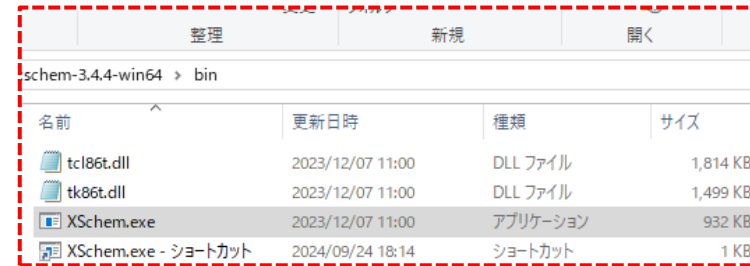 整理 新規 開く
schem-3.4.4-win64 > bin
名前 更新日時 種類 サイズ
tcl86t.dll 2023/12/07 11:00 DLL ファイル 1,814 KB
tk86t.dll 2023/12/07 11:00 DLL ファイル 1,499 KB
XSchem.exe 2023/12/07 11:00 アプリケーション 932 KB
XSchem.exe - ショートカット 2024/09/24 18:14 ショートカット 1 KB